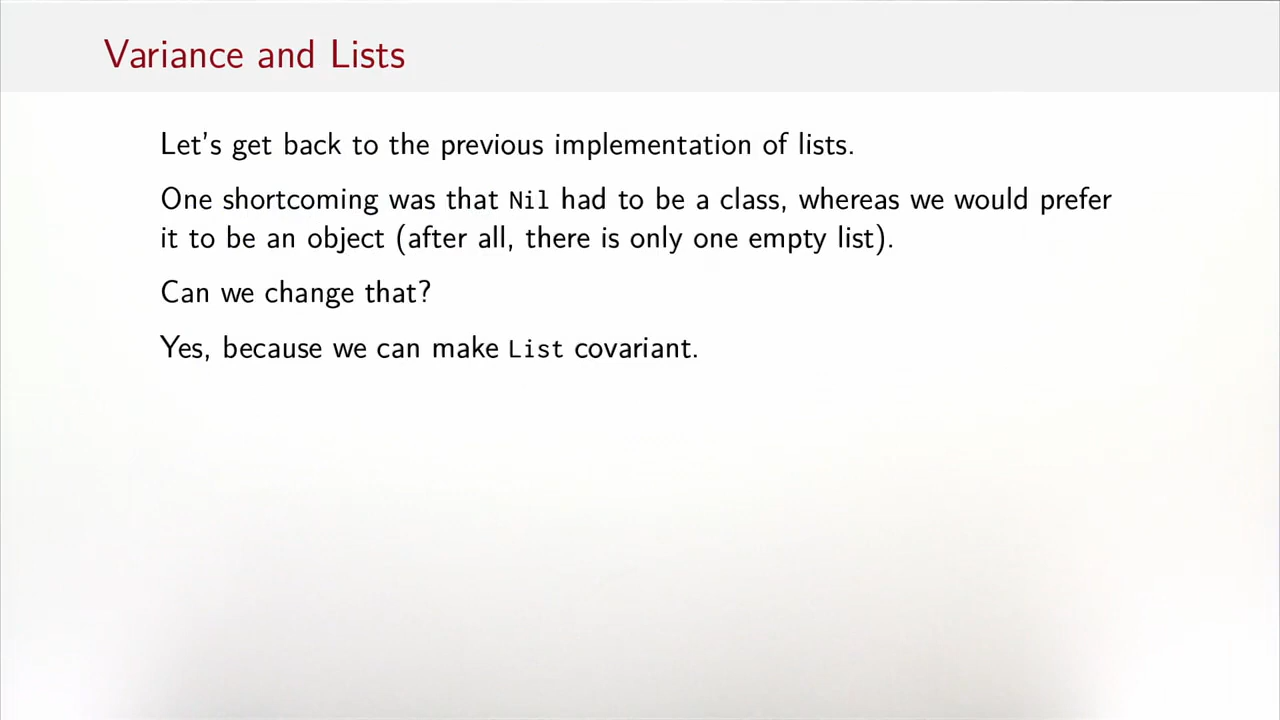 Variance and Lists
Let's get back to the previous implementation of lists.
One shortcoming was that Nil had to be a class, whereas we would prefer
it to be an object (after all, there is only one empty list).
Can we change that?
Yes, because we can make List covariant.